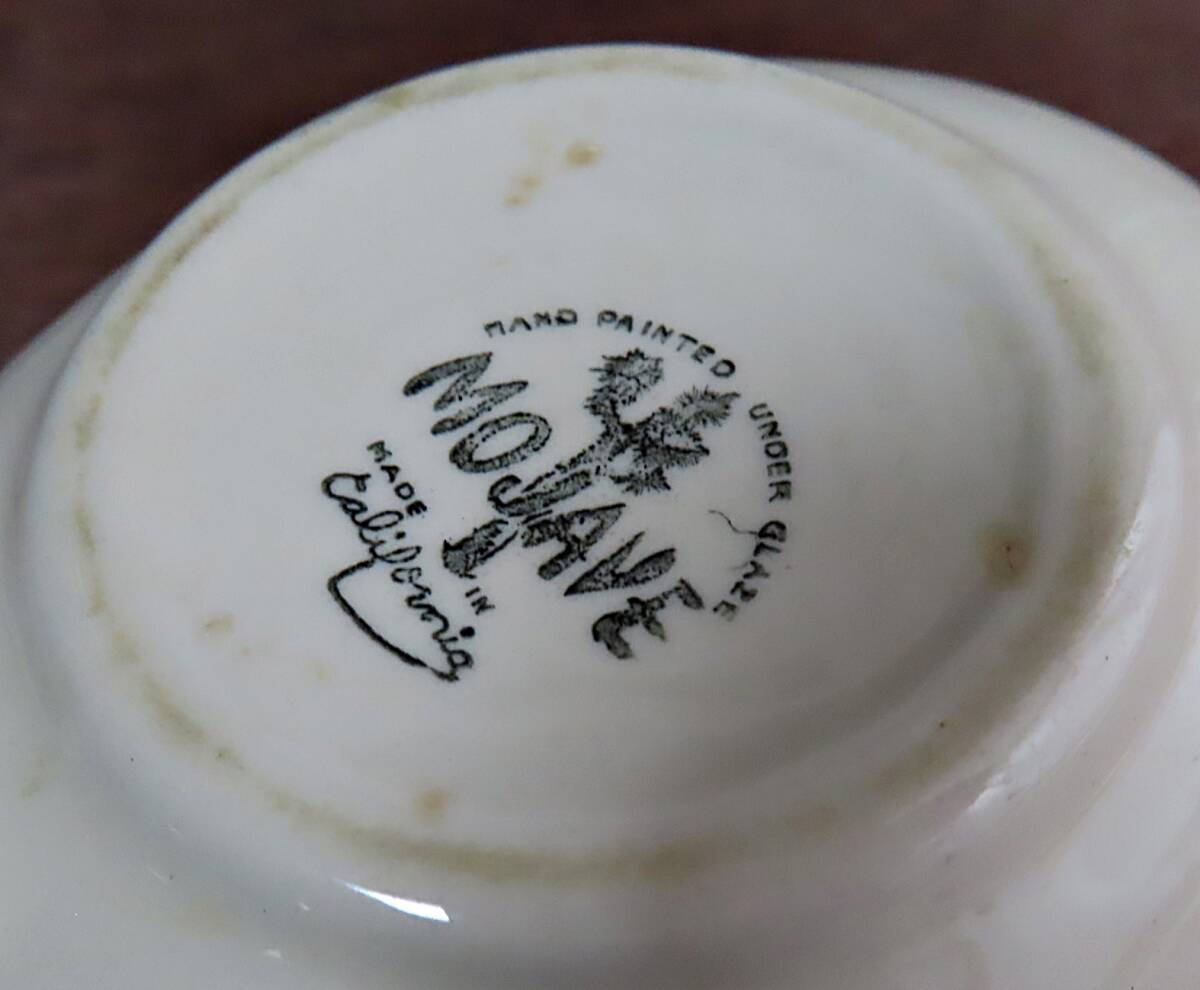 HAND PAINTED UNDER GLAZE
MOJAVE
MADE IN
California